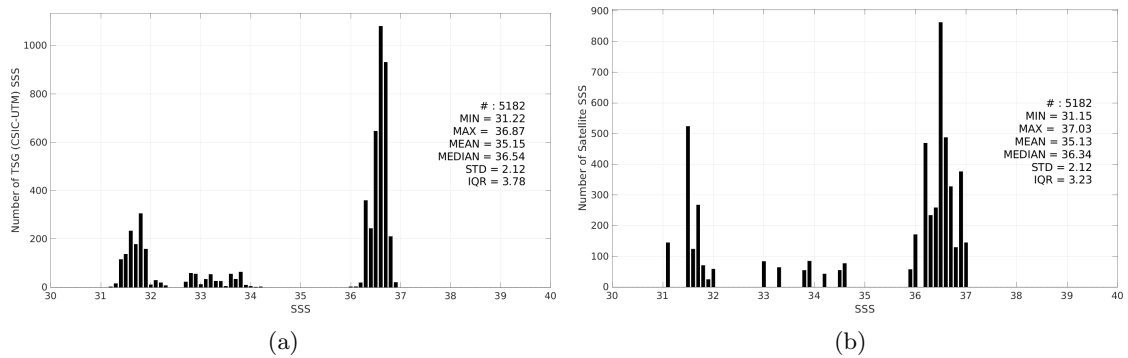 Number of TSG (CSIC-UTM) SSS
1000
800
600
400
200
0
# : 5182
MIN = 31.22
MAX = 36.87
MEAN = 35.15
MEDIAN = 36.54
STD = 2.12
IQR = 3.78
30 31 32 33 34 35 36 37 38 39 40
SSS
(a)
Number of Satellite SSS
900
800
700
600
500
400
300
200
100
0
# : 5182
MIN = 31.15
MAX = 37.03
MEAN = 35.13
MEDIAN = 36.34
STD = 2.12
IQR = 3.23
30 31 32 33 34 35 36 37 38 39 40
SSS
(b)